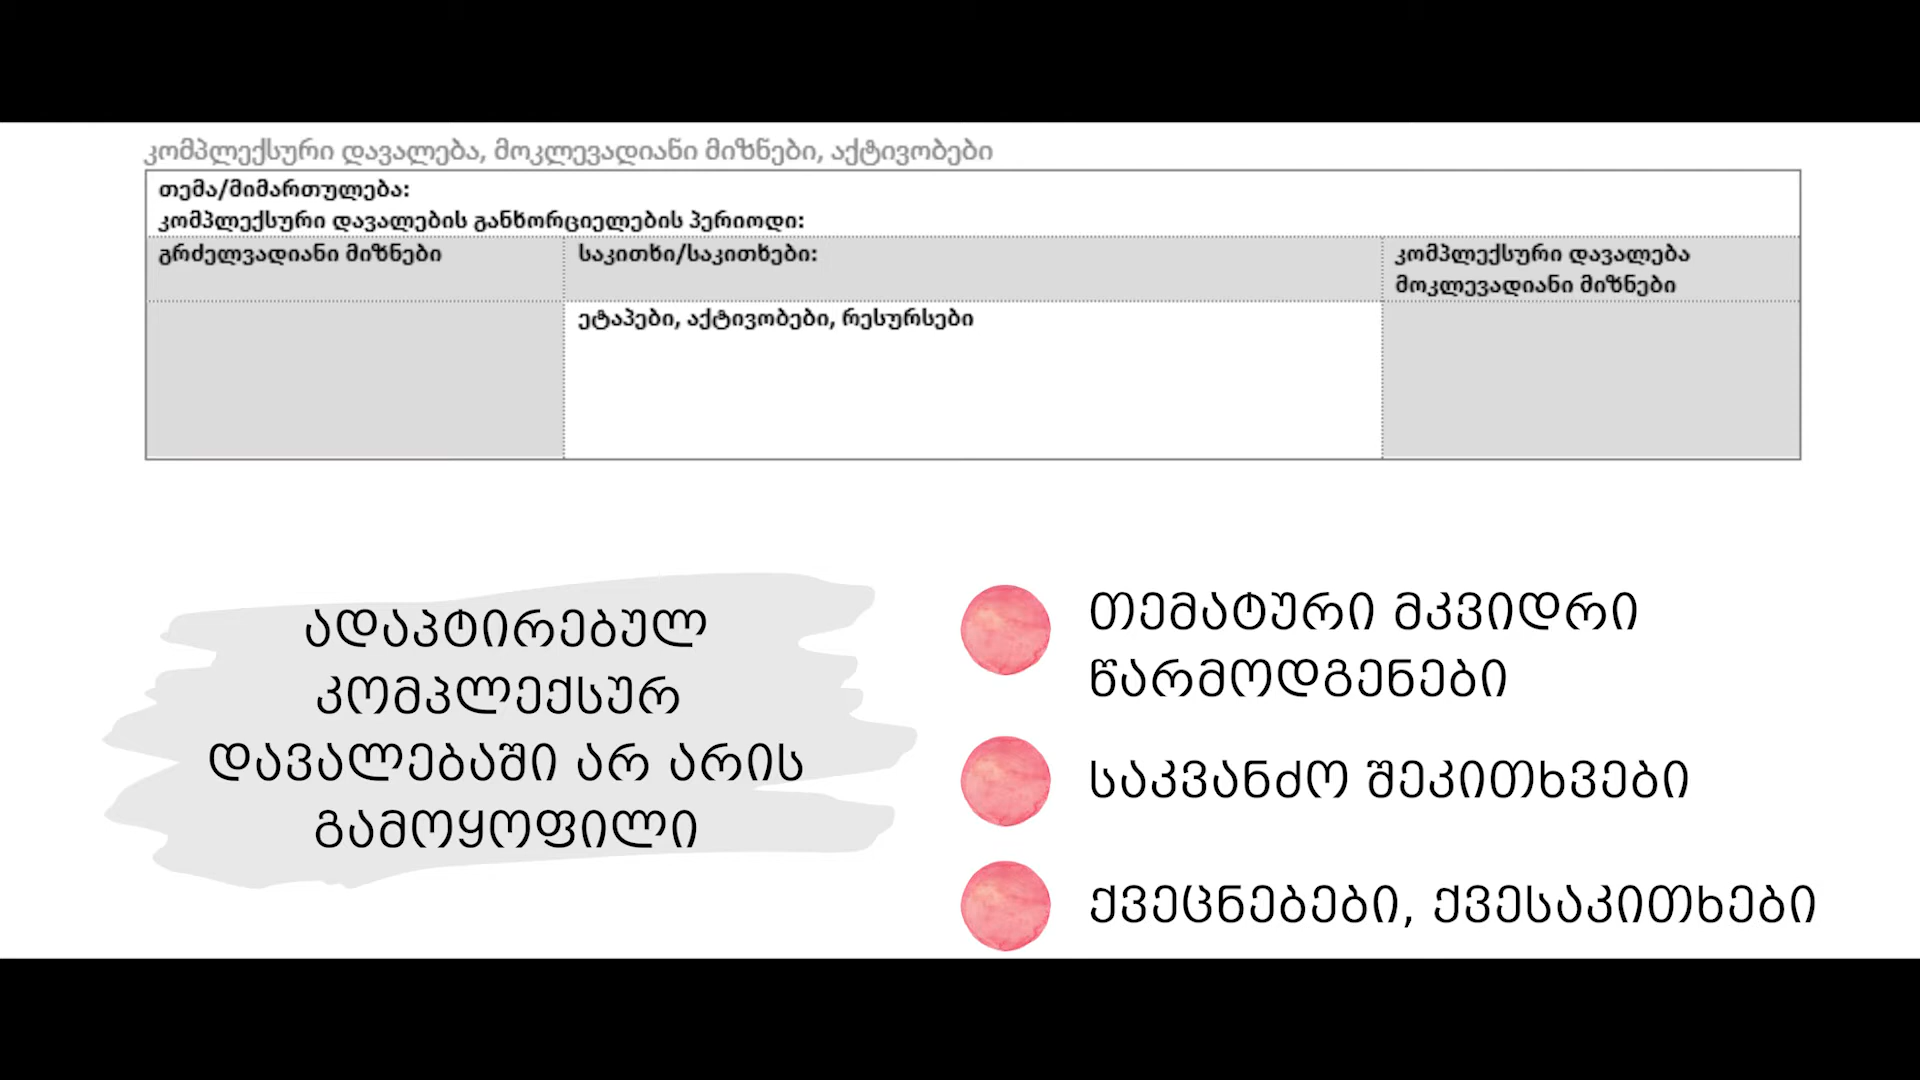 კომპლექსური დავალება, მოკლევადიანი მიზნები, აქტივობები
თემა/მიმართულება:
კომპლექსური დავალების განხორციელების პერიოდი:
გრძელვადიანი მიზნები
საკითხი/საკითხები:
კომპლექსური დავალება
მოკლევადიანი მიზნები
ეტაპები, აქტივობები, რესურსები
ადაპტირებულ
კომპლექსურ
დავალებაში არ არის
გამოყოფილი
თემატური მკვიდრი
წარმოდგენები
საკვანძო შეკითხვები
ქვეცნებები, ქვესაკითხები